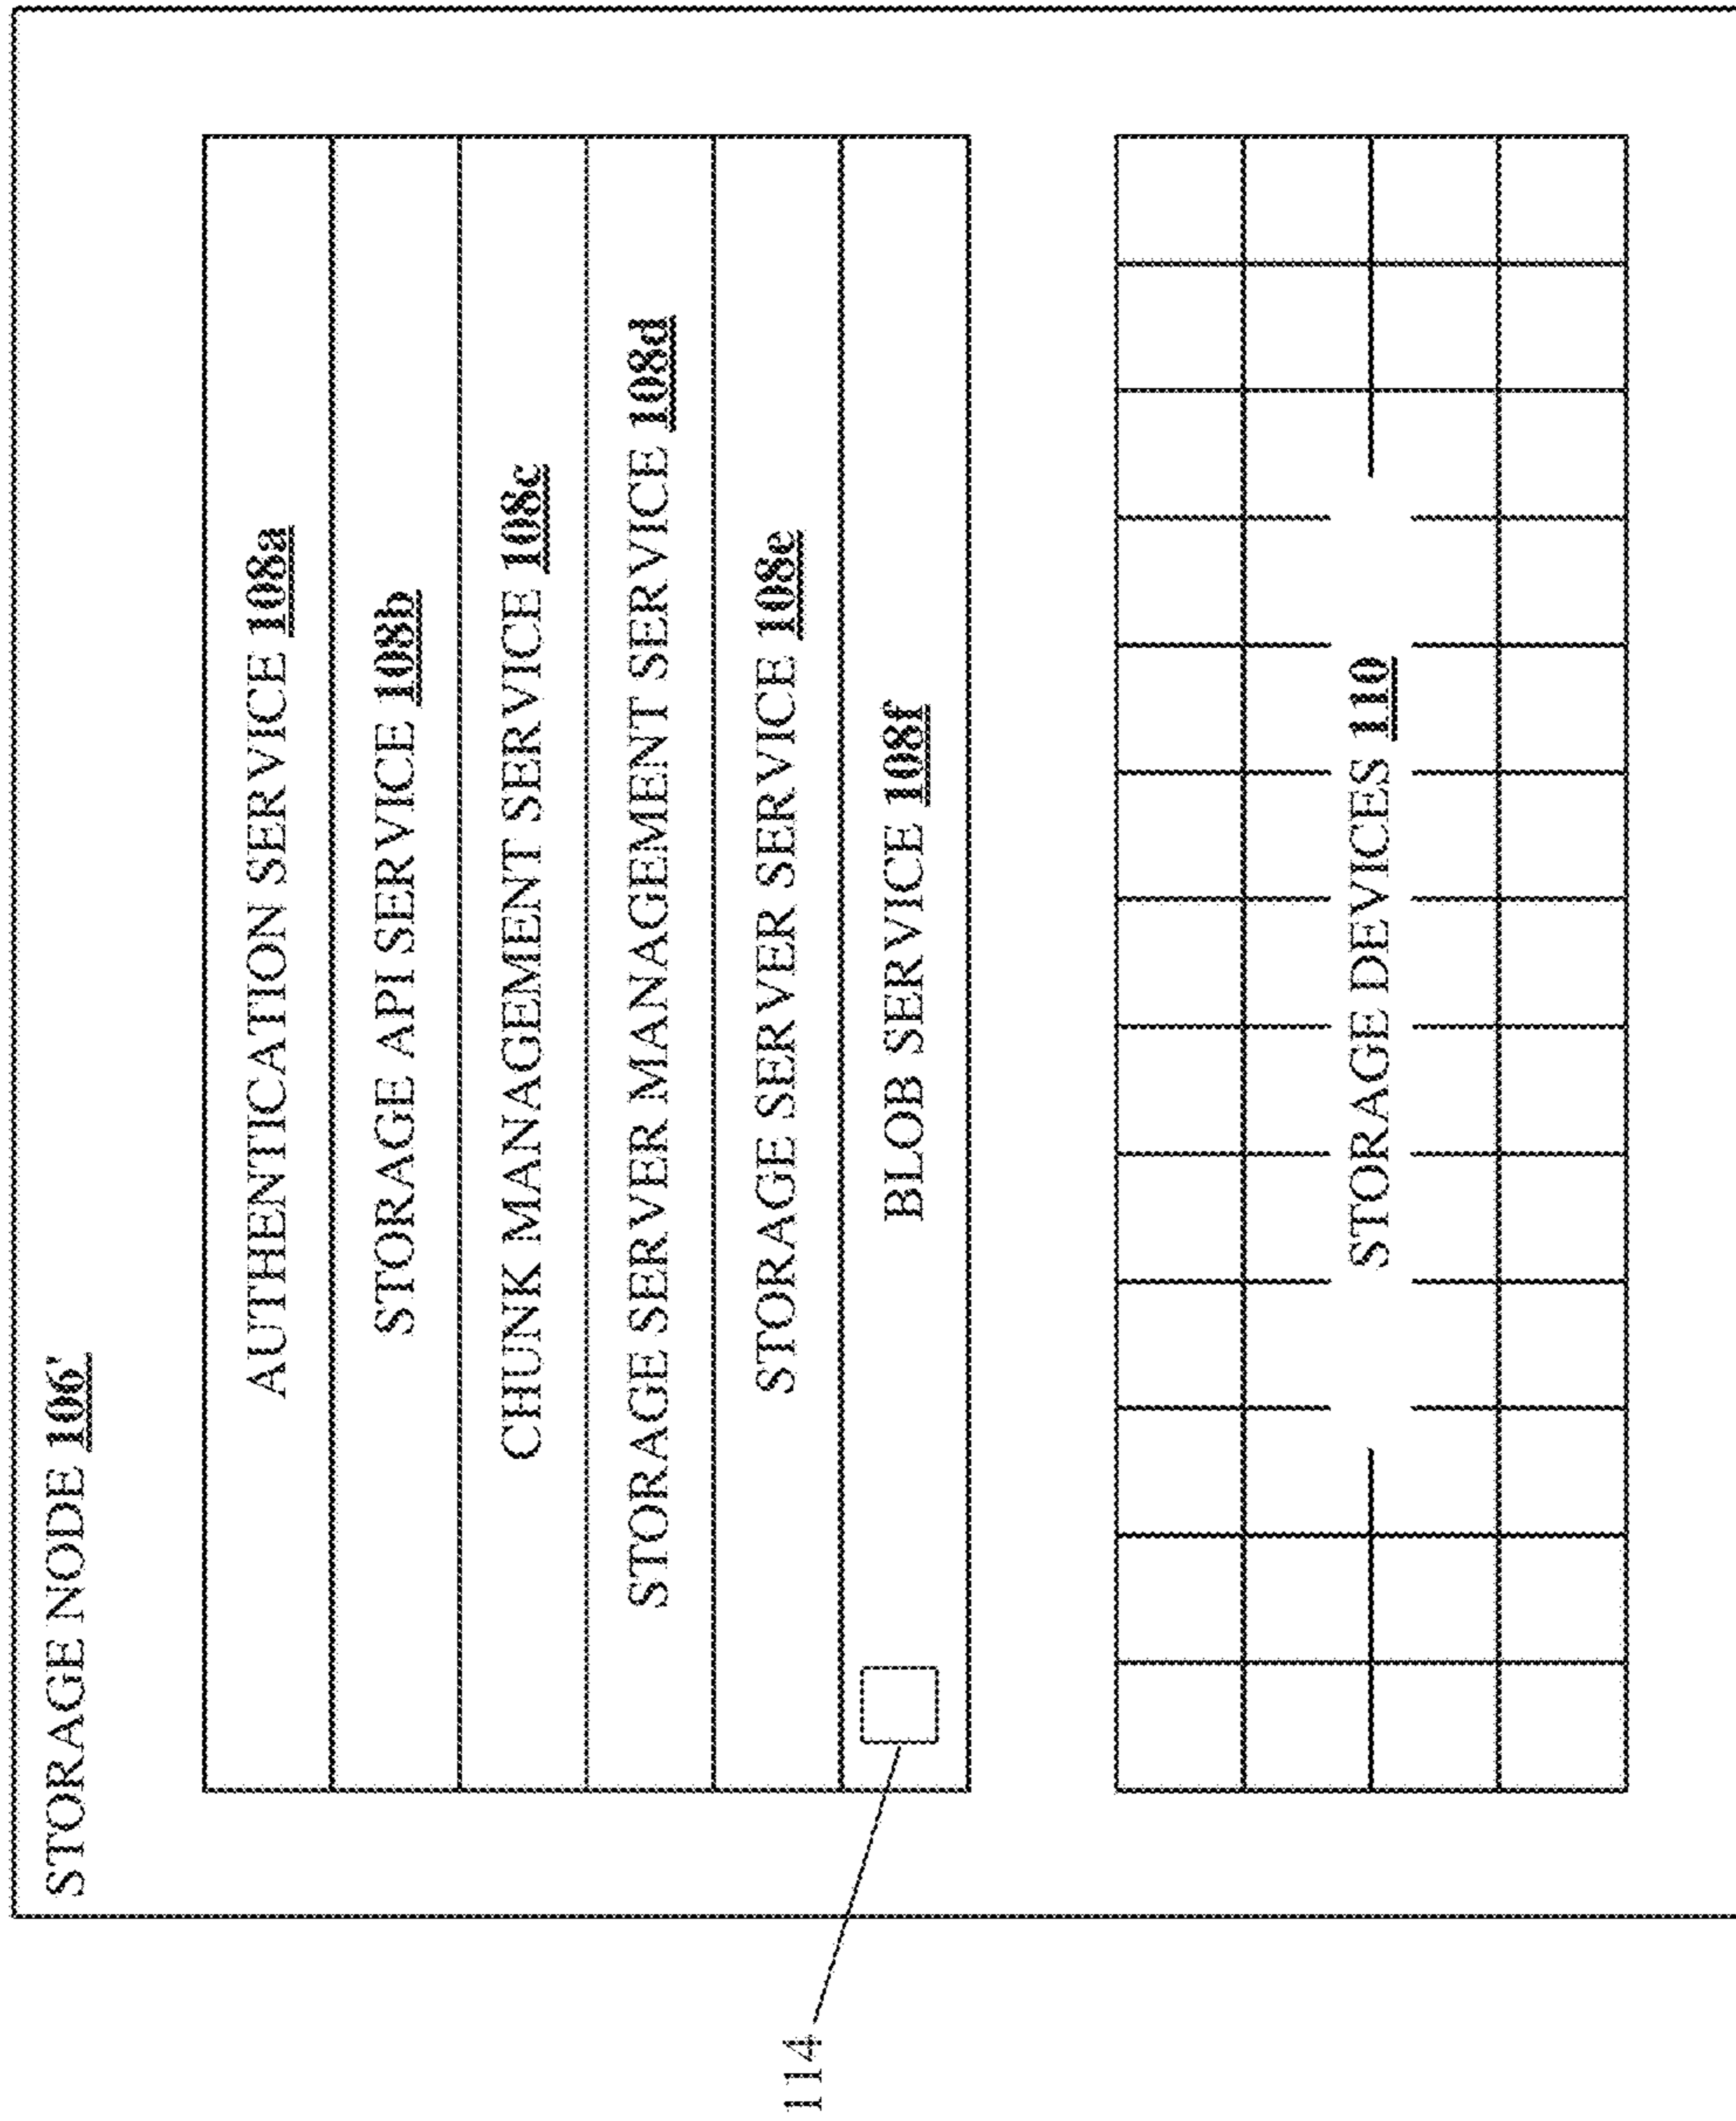 STORAGE NODE 106'
AUTHENTICATION SERVICE 108a
STORAGE API SERVICE 108b
CHUNK MANAGEMENT SERVICE 108c
STORAGE SERVER MANAGEMENT SERVICE 108d
STORAGE SERVER SERVICE 108e
BLOB SERVICE 108f
114
STORAGE DEVICES 110